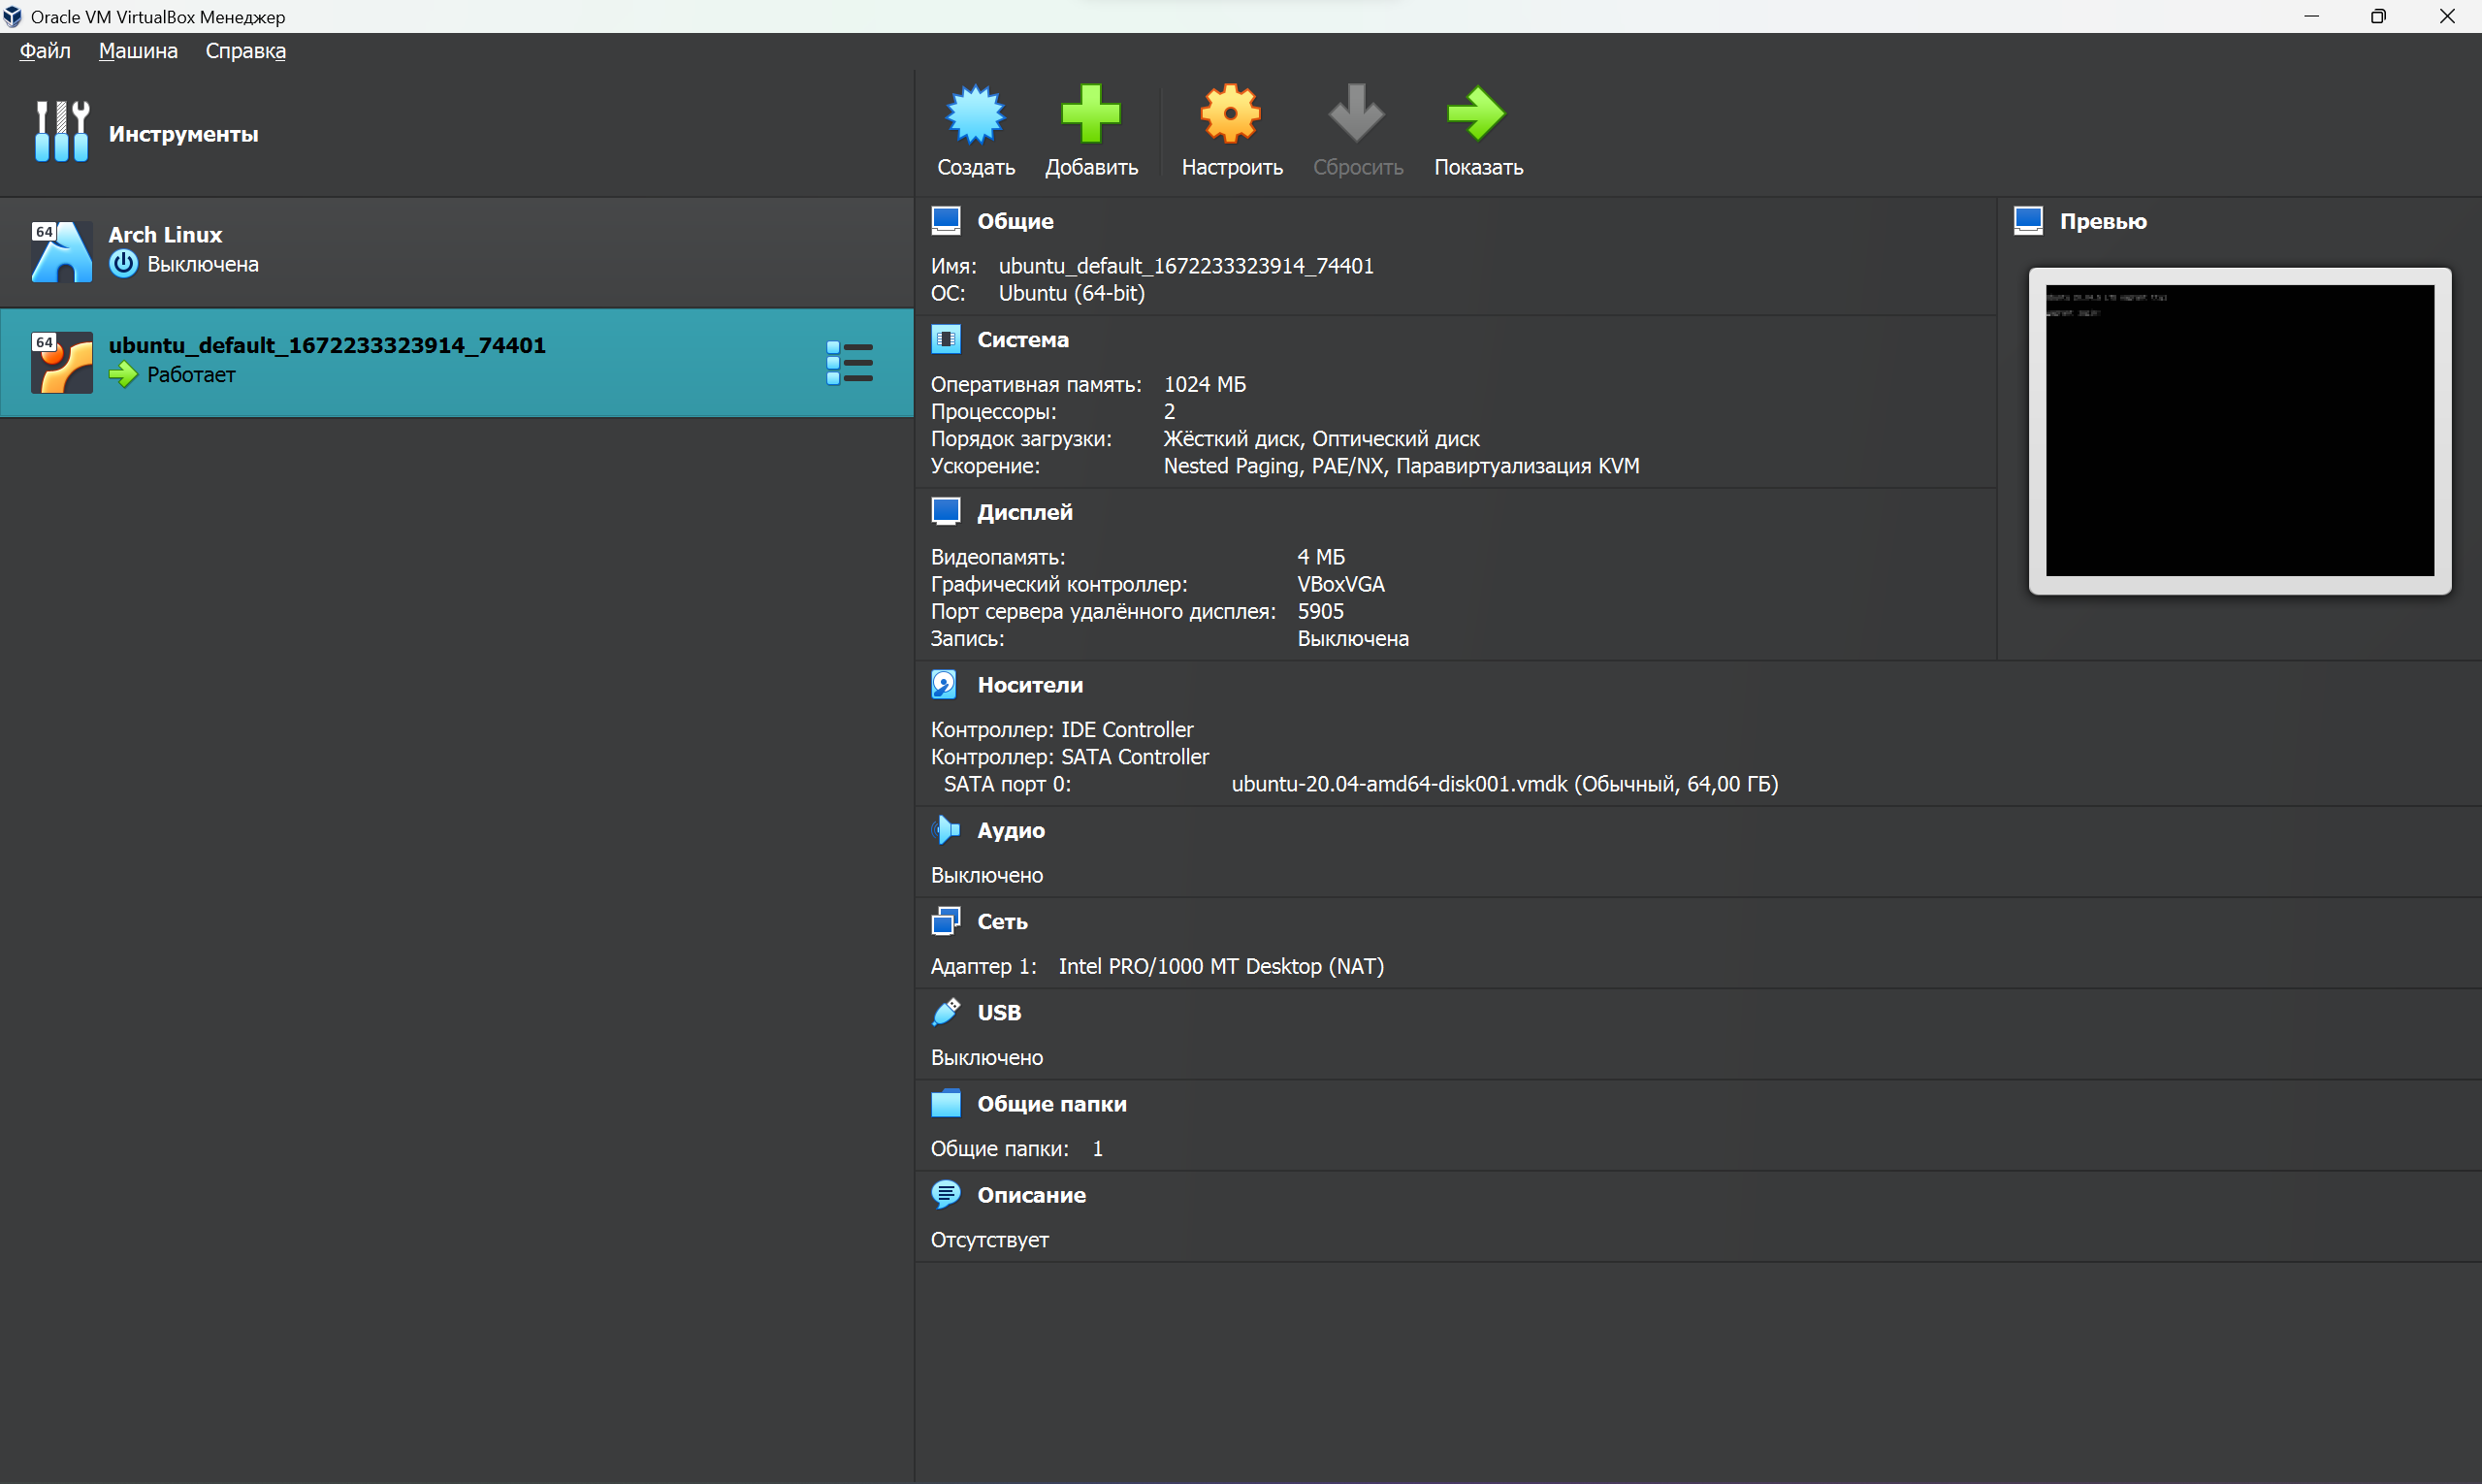 Oracle VM VirtualBox Менеджер
Файл Машина Справка
Инструменты
Создать Добавить Настроить Сбросить Показать
64
Arch Linux
Выключена
64
ubuntu_default_1672233323914_74401
Работает
Общие
Имя: ubuntu_default_1672233323914_74401
ОС: Ubuntu (64-bit)
Система
Оперативная память: 1024 МБ
Процессоры: 2
Порядок загрузки: Жёсткий диск, Оптический диск
Ускорение: Nested Paging, PAE/NX, Паравиртуализация KVM
Дисплей
Видеопамять: 4 МБ
Графический контроллер: VBoxVGA
Порт сервера удалённого дисплея: 5905
Запись: Выключена
Превью
Носители
Контроллер: IDE Controller
Контроллер: SATA Controller
SATA порт 0: ubuntu-20.04-amd64-disk001.vmdk (Обычный, 64,00 ГБ)
Аудио
Выключено
Сеть
Адаптер 1: Intel PRO/1000 MT Desktop (NAT)
USB
Выключено
Общие папки
Общие папки: 1
Описание
Отсутствует